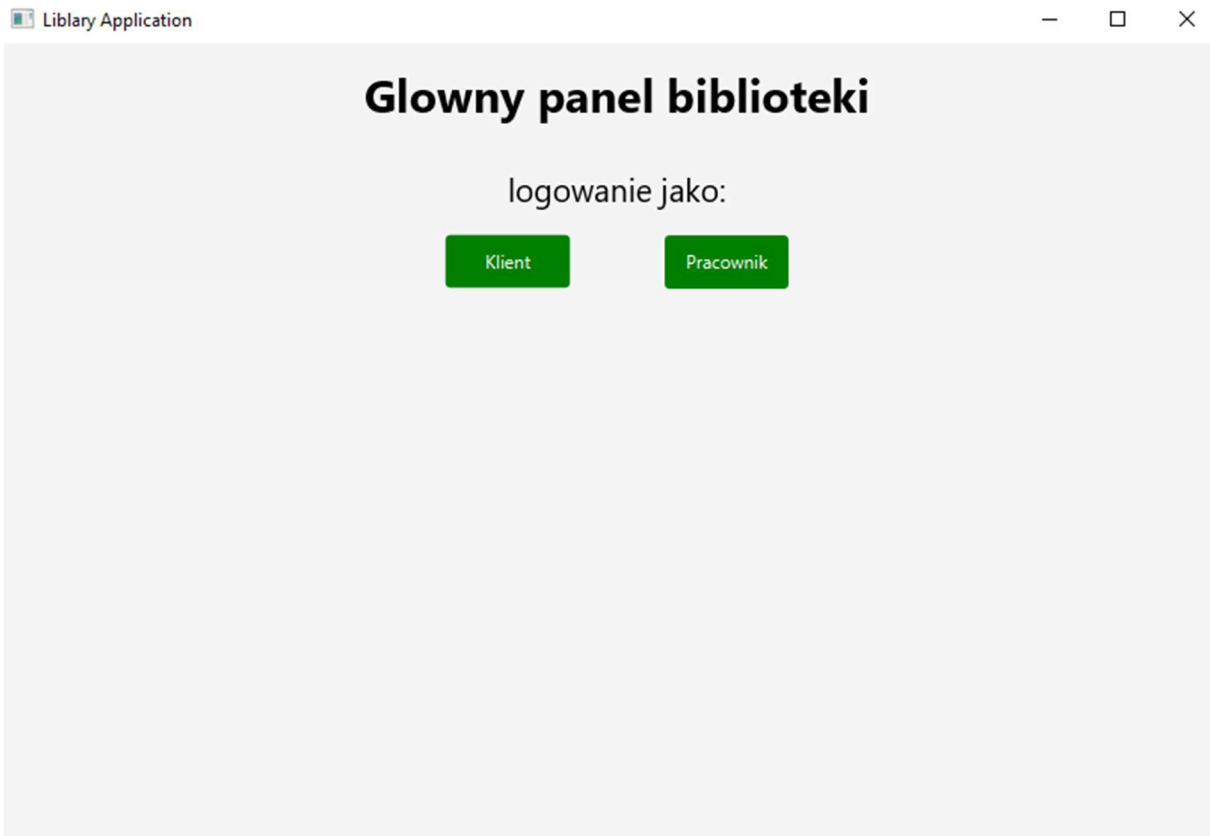 Liblary Application
Glowny panel biblioteki
logowanie jako:
Klient Pracownik